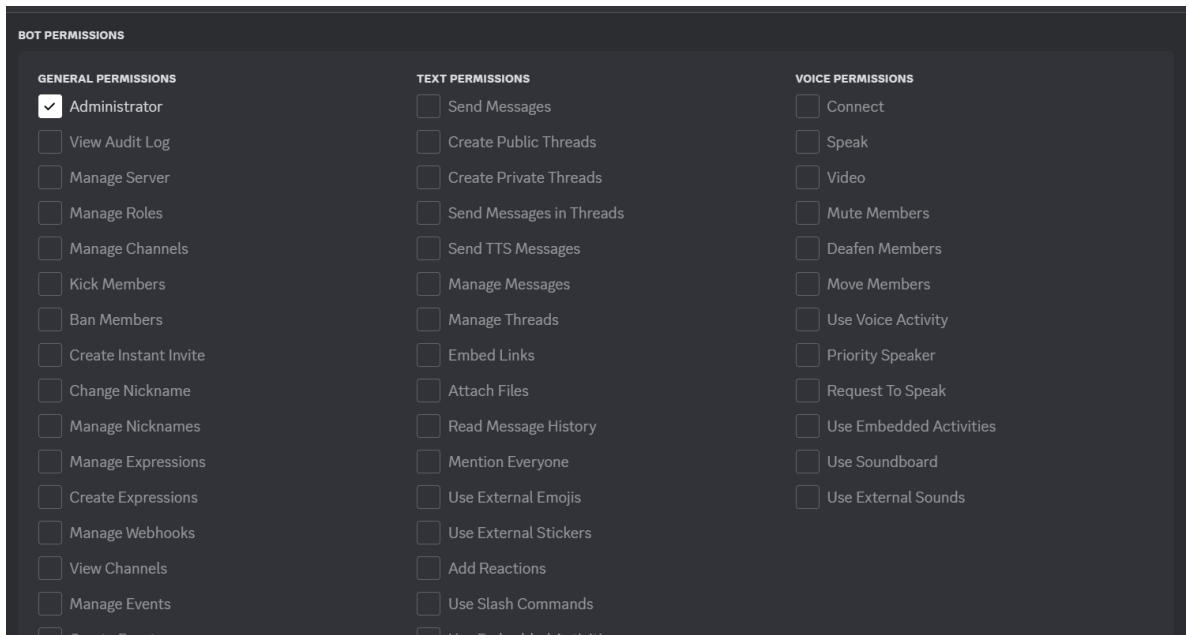 BOT PERMISSIONS
GENERAL PERMISSIONS
Administrator
View Audit Log
Manage Server
Manage Roles
Manage Channels
Kick Members
Ban Members
Create Instant Invite
Change Nickname
Manage Nicknames
Manage Expressions
Create Expressions
Manage Webhooks
View Channels
Manage Events
TEXT PERMISSIONS
Send Messages
Create Public Threads
Create Private Threads
Send Messages in Threads
Send TTS Messages
Manage Messages
Manage Threads
Embed Links
Attach Files
Read Message History
Mention Everyone
Use External Emojis
Use External Stickers
Add Reactions
Use Slash Commands
VOICE PERMISSIONS
Connect
Speak
Video
Mute Members
Deafen Members
Move Members
Use Voice Activity
Priority Speaker
Request To Speak
Use Embedded Activities
Use Soundboard
Use External Sounds